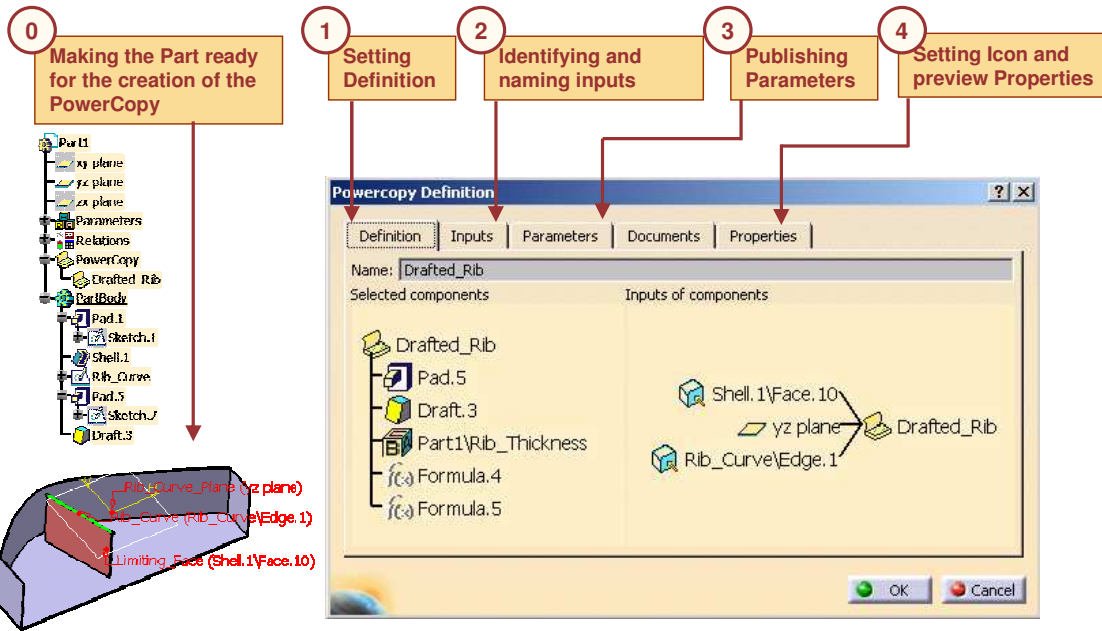 0
Making the Part ready
for the creation of the
PowerCopy
1
Setting
Definition
2
Identifying and
naming inputs
3
Publishing
Parameters
4
Setting Icon and
preview Properties
Part1
xy plane
yz plane
zx plane
Parameters
Relations
PowerCopy
Drafted_Rib
PartBody
Pad.1
Sketch.1
Shell.1
Rib_Curve
Pad.5
Sketch.7
Draft.3
Rib_Curve_Plane (yz plane)
Rib_Curve (Rib_Curve\Edge.1)
Limiting_Face (Shell.1\Face.10)
Powercopy Definition
Definition Inputs Parameters Documents Properties
Name: Drafted_Rib
Selected components
Inputs of components
Drafted_Rib
Pad.5
Draft.3
Part1\Rib_Thickness
f(x) Formula.4
f(x) Formula.5
Shell.1\Face.10
yz plane
Rib_Curve\Edge.1
Drafted_Rib
OK Cancel